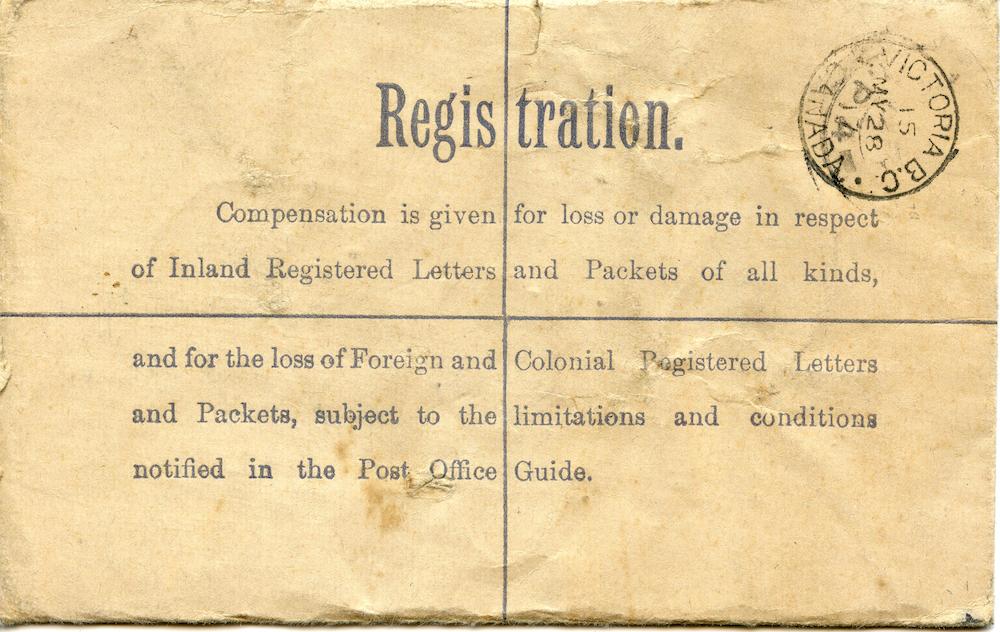 Registration.
VICTORIA B.C.
15
MY 28
14
CANADA
Compensation is given for loss or damage in respect
of Inland Registered Letters and Packets of all kinds,
and for the loss of Foreign and Colonial Registered Letters
and Packets, subject to the limitations and conditions
notified in the Post Office Guide.